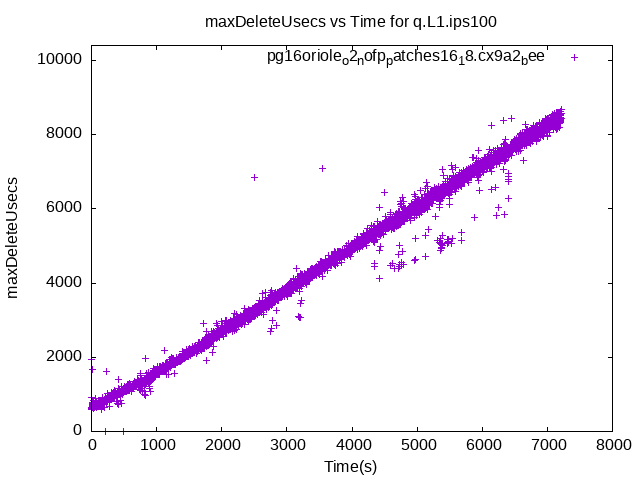 maxDeleteUsecs vs Time for q.L1.ips100
pg16oriole_o2_nofp_patches16_18.cx9a2_bee
10000
8000
6000
4000
2000
0
maxDeleteUsecs
0 1000 2000 3000 4000 5000 6000 7000 8000
Time(s)